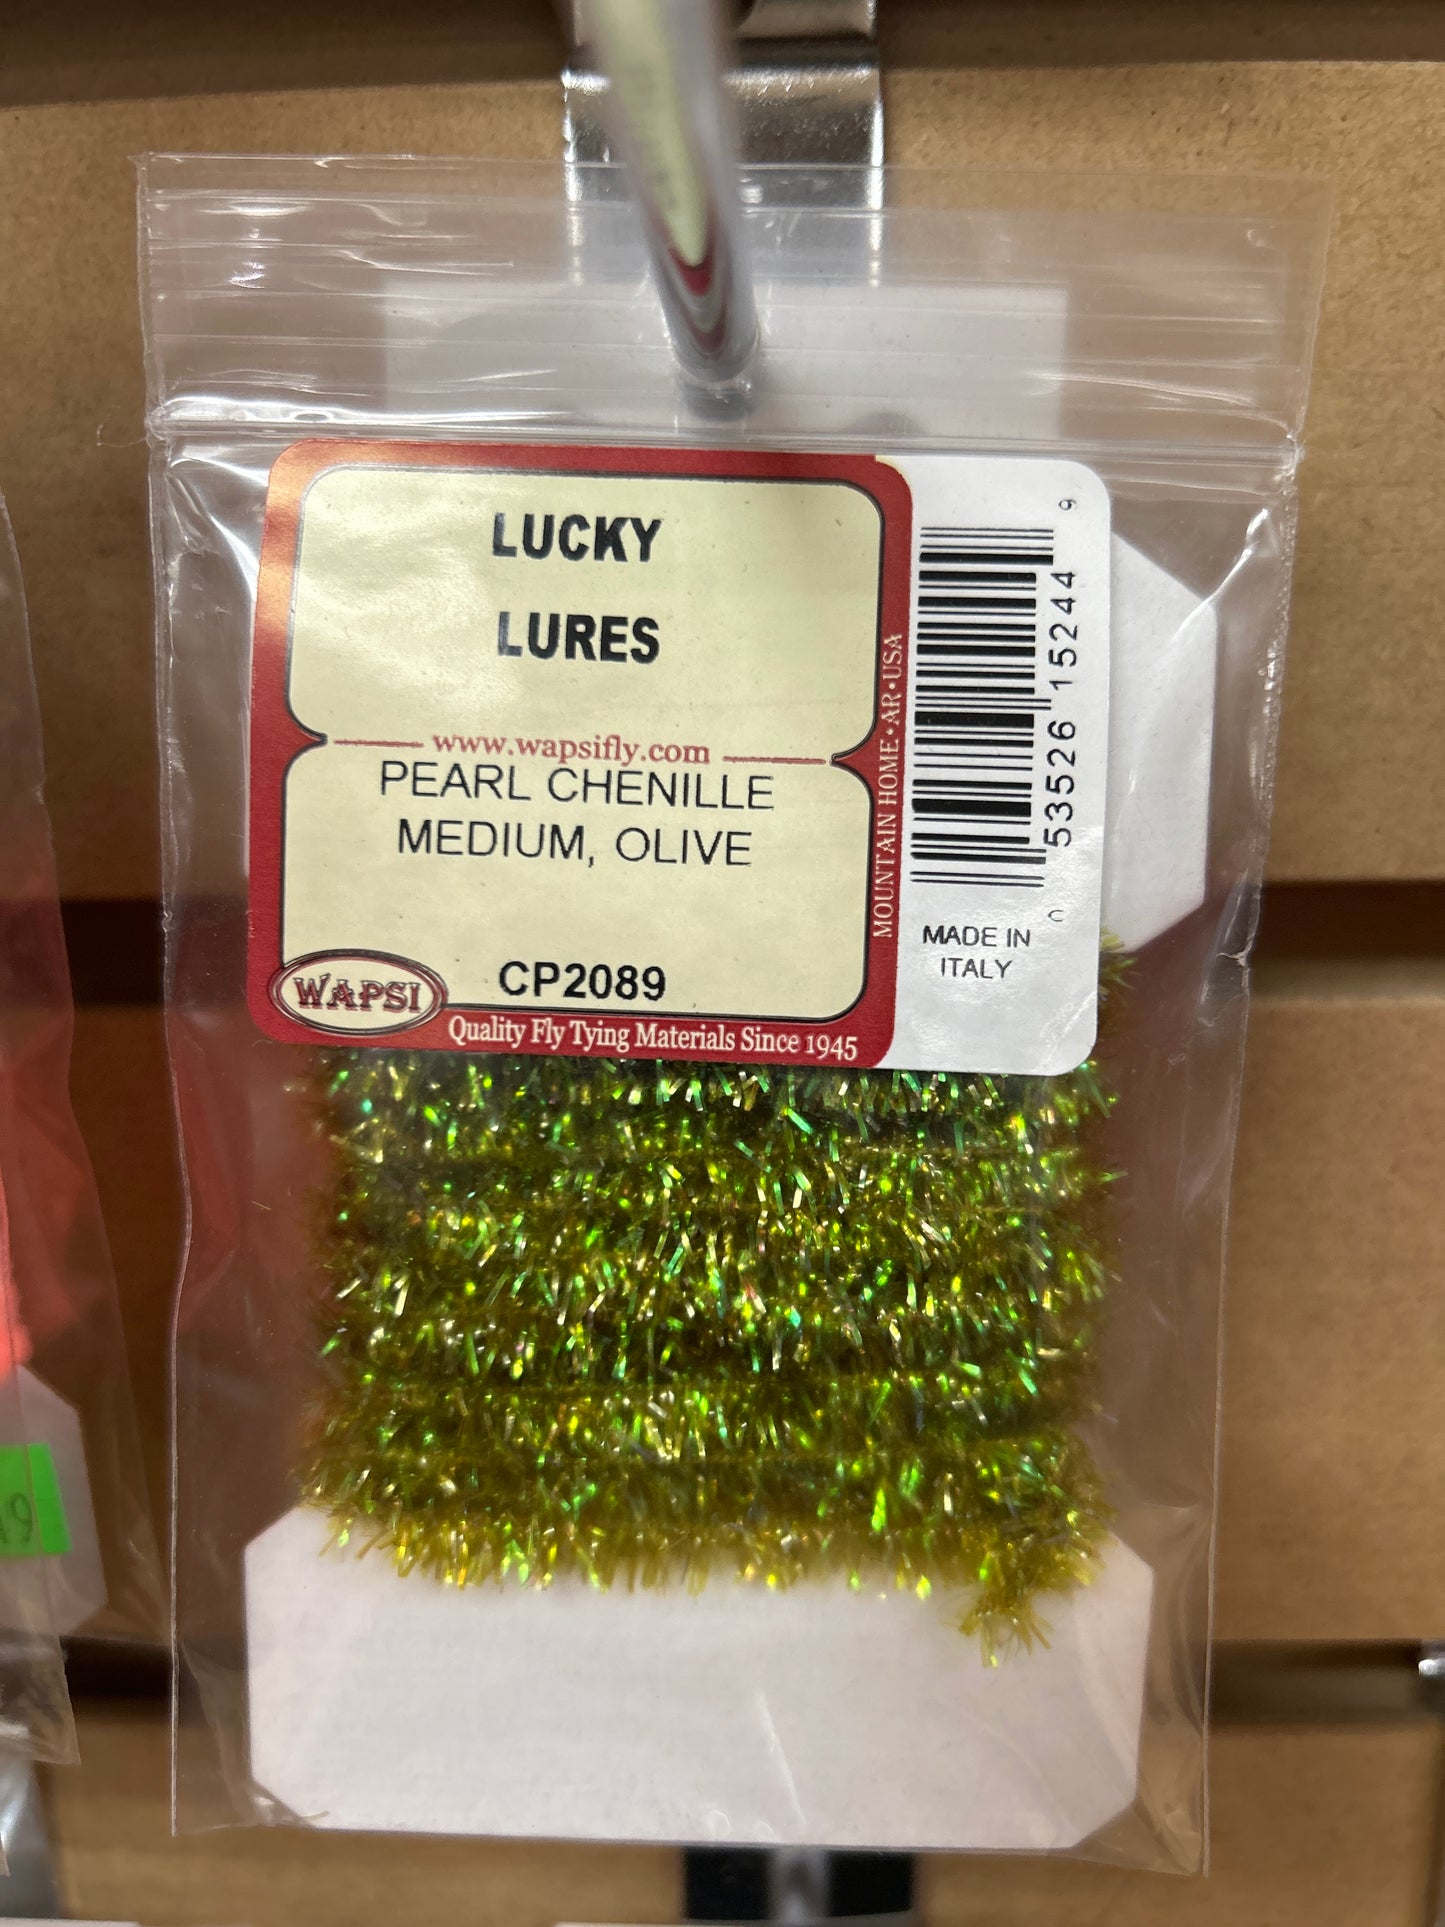 LUCKY
LURES
www.wapsifly.com
PEARL CHENILLE
MEDIUM, OLIVE
CP2089
WAPSI
Quality Fly Tying Materials Since 1945
MOUNTAIN HOME•AR•USA
53526 15244
9
C
MADE IN
ITALY